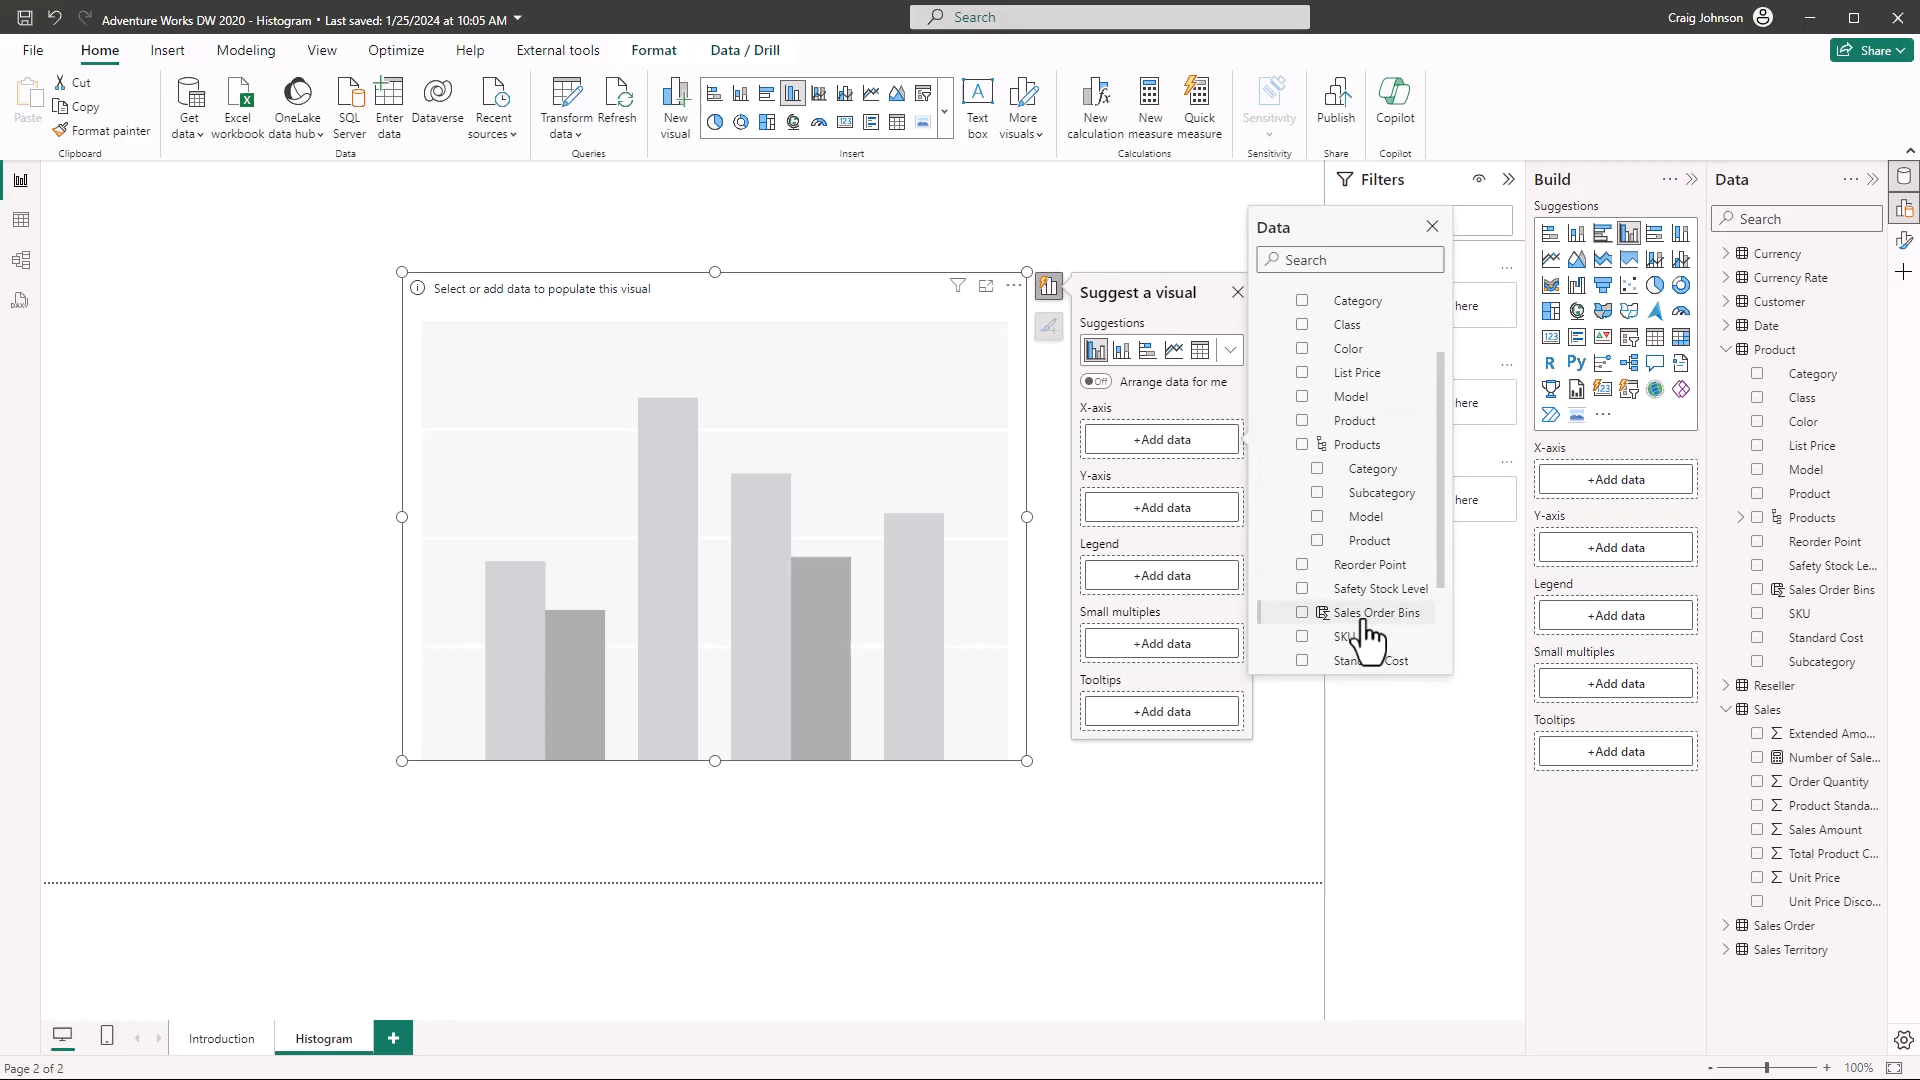 Adventure Works DW 2020 - Histogram • Last saved: 1/25/2024 at 10:05 AM
Search
Craig Johnson
File
Home
Insert
Modeling
View
Optimize
Help
External tools
Format
Data / Drill
Share
Paste
Cut
Copy
Format painter
Clipboard
Get data
Excel workbook
OneLake data hub
SQL Server
Enter data
Dataverse
Recent sources
Data
Transform data
Refresh
Queries
New visual
Text box
More visuals
Insert
New calculation
New measure
Quick measure
Calculations
Sensitivity
Sensitivity
Publish
Share
Copilot
Copilot
Select or add data to populate this visual
Suggest a visual
Suggestions
Off
Arrange data for me
X-axis
+Add data
Y-axis
+Add data
Legend
+Add data
Small multiples
+Add data
Tooltips
+Add data
Data
Search
Category
Class
Color
List Price
Model
Product
Products
Category
Subcategory
Model
Product
Reorder Point
Safety Stock Level
Sales Order Bins
SKU
Cost
Filters
here
here
here
Build
Suggestions
R
Py
123
X-axis
+Add data
Y-axis
+Add data
Legend
+Add data
Small multiples
+Add data
Tooltips
+Add data
Data
Search
Currency
Currency Rate
Customer
Date
Product
Category
Class
Color
List Price
Model
Product
Products
Reorder Point
Safety Stock Le...
Sales Order Bins
SKU
Standard Cost
Subcategory
Reseller
Sales
Extended Amo...
Number of Sale...
Order Quantity
Product Standa...
Sales Amount
Total Product C...
Unit Price
Unit Price Disco...
Sales Order
Sales Territory
Introduction
Histogram
Page 2 of 2
100%